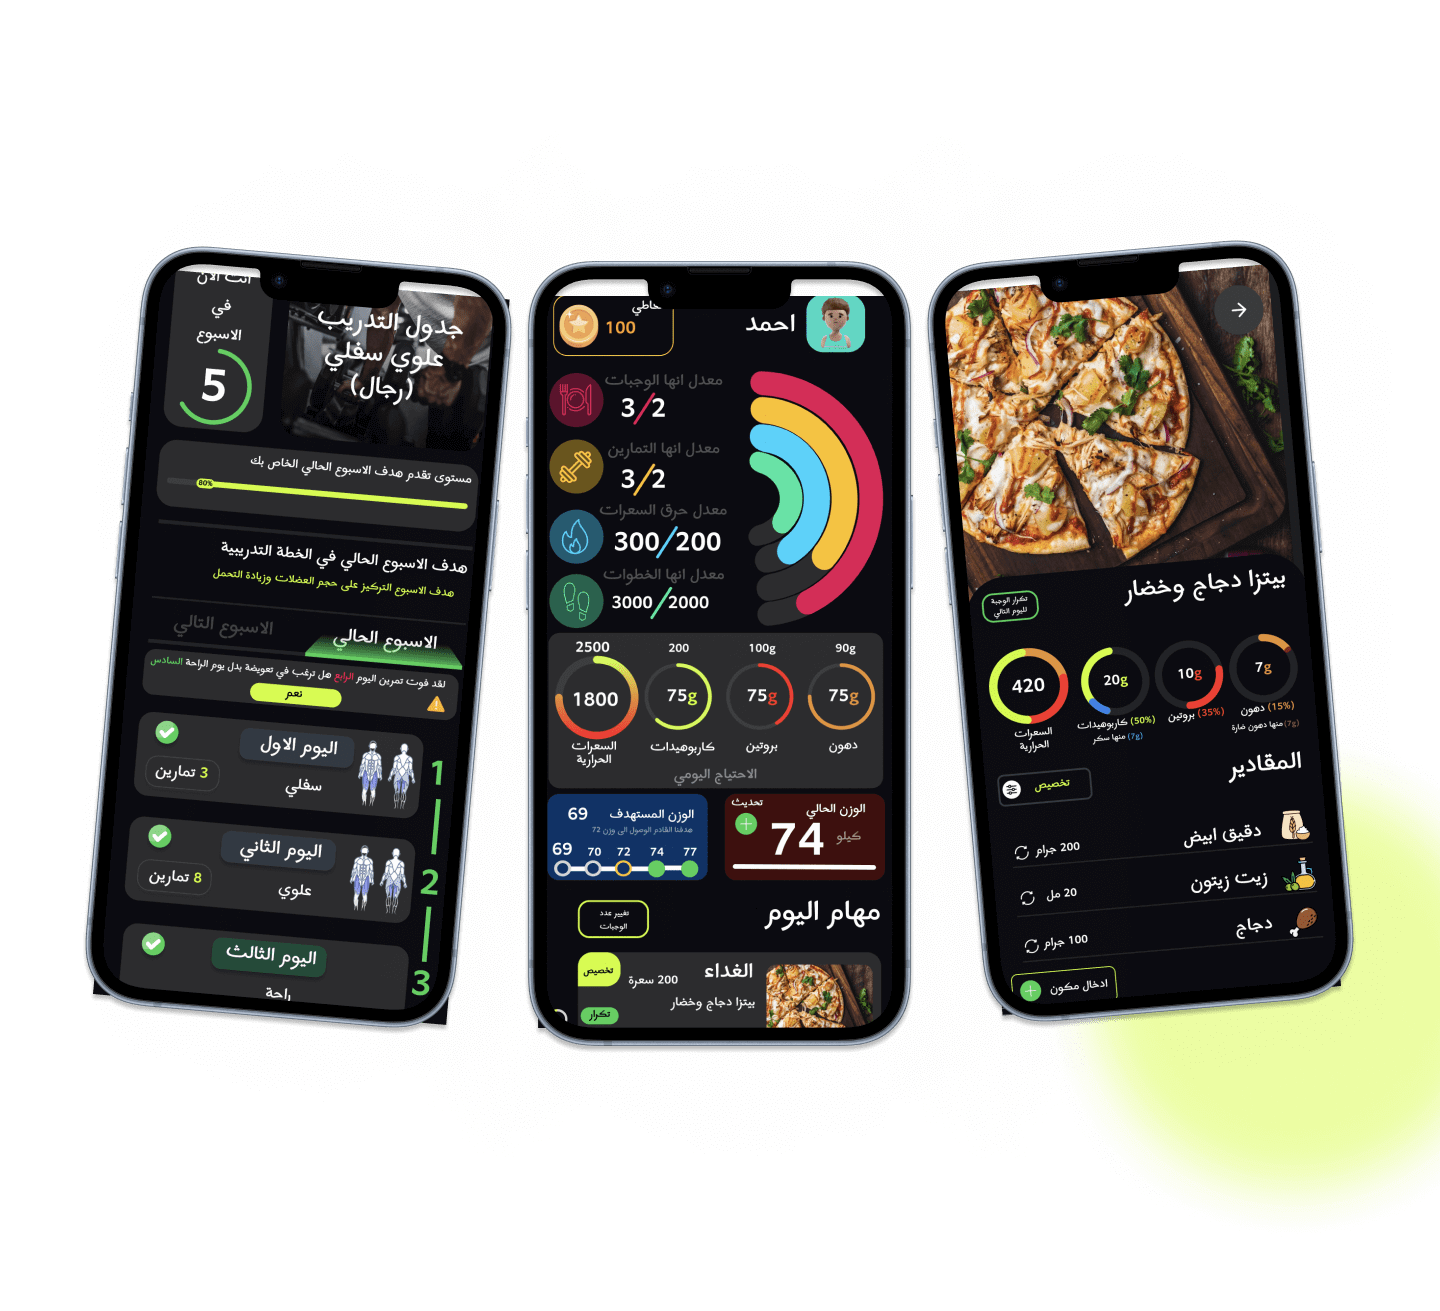 انت الآن
في
الاسبوع
5
جدول التدريب
علوي سفلي
(رجال)
مستوى تقدم هدف الاسبوع الحالي الخاص بك
80%
هدف الاسبوع الحالي في الخطة التدريبية
هدف الاسبوع التركيز على حجم العضلات وزيادة التحمل
الاسبوع الحالي
الاسبوع التالي
لقد فوت تمرين اليوم الرابع هل ترغب في تعويضة بدل يوم الراحة السادس
نعم
1
اليوم الاول
سفلي
3 تمارين
2
اليوم الثاني
علوي
8 تمارين
3
اليوم الثالث
راحة
احمد
100
معدل انها الوجبات
3/2
معدل انها التمارين
3/2
معدل حرق السعرات
300/200
معدل انها الخطوات
3000/2000
2500
1800
السعرات
الحرارية
200
75g
كاربوهيدات
100g
75g
بروتين
90g
75g
دهون
الاحتياج اليومي
الوزن الحالي
تحديث
74
كيلو
الوزن المستهدف
69
هدفنا القادم الوصول الى وزن 72
69 70 72 74 77
مهام اليوم
تغيير عدد
الوجبات
الغداء
200 سعرة
تخصيص
بيتزا دجاج وخضار
تكرار
بيتزا دجاج وخضار
تكرار الوجبة
لليوم التالي
420
السعرات
الحرارية
20g
(50%) كاربوهيدات
(7g) منها سكر
10g
بروتين (35%)
7g
دهون (15%)
(7g) منها دهون ضارة
المقادير
تخصيص
دقيق ابيض
200 جرام
زيت زيتون
20 مل
دجاج
100 جرام
ادخال مكون